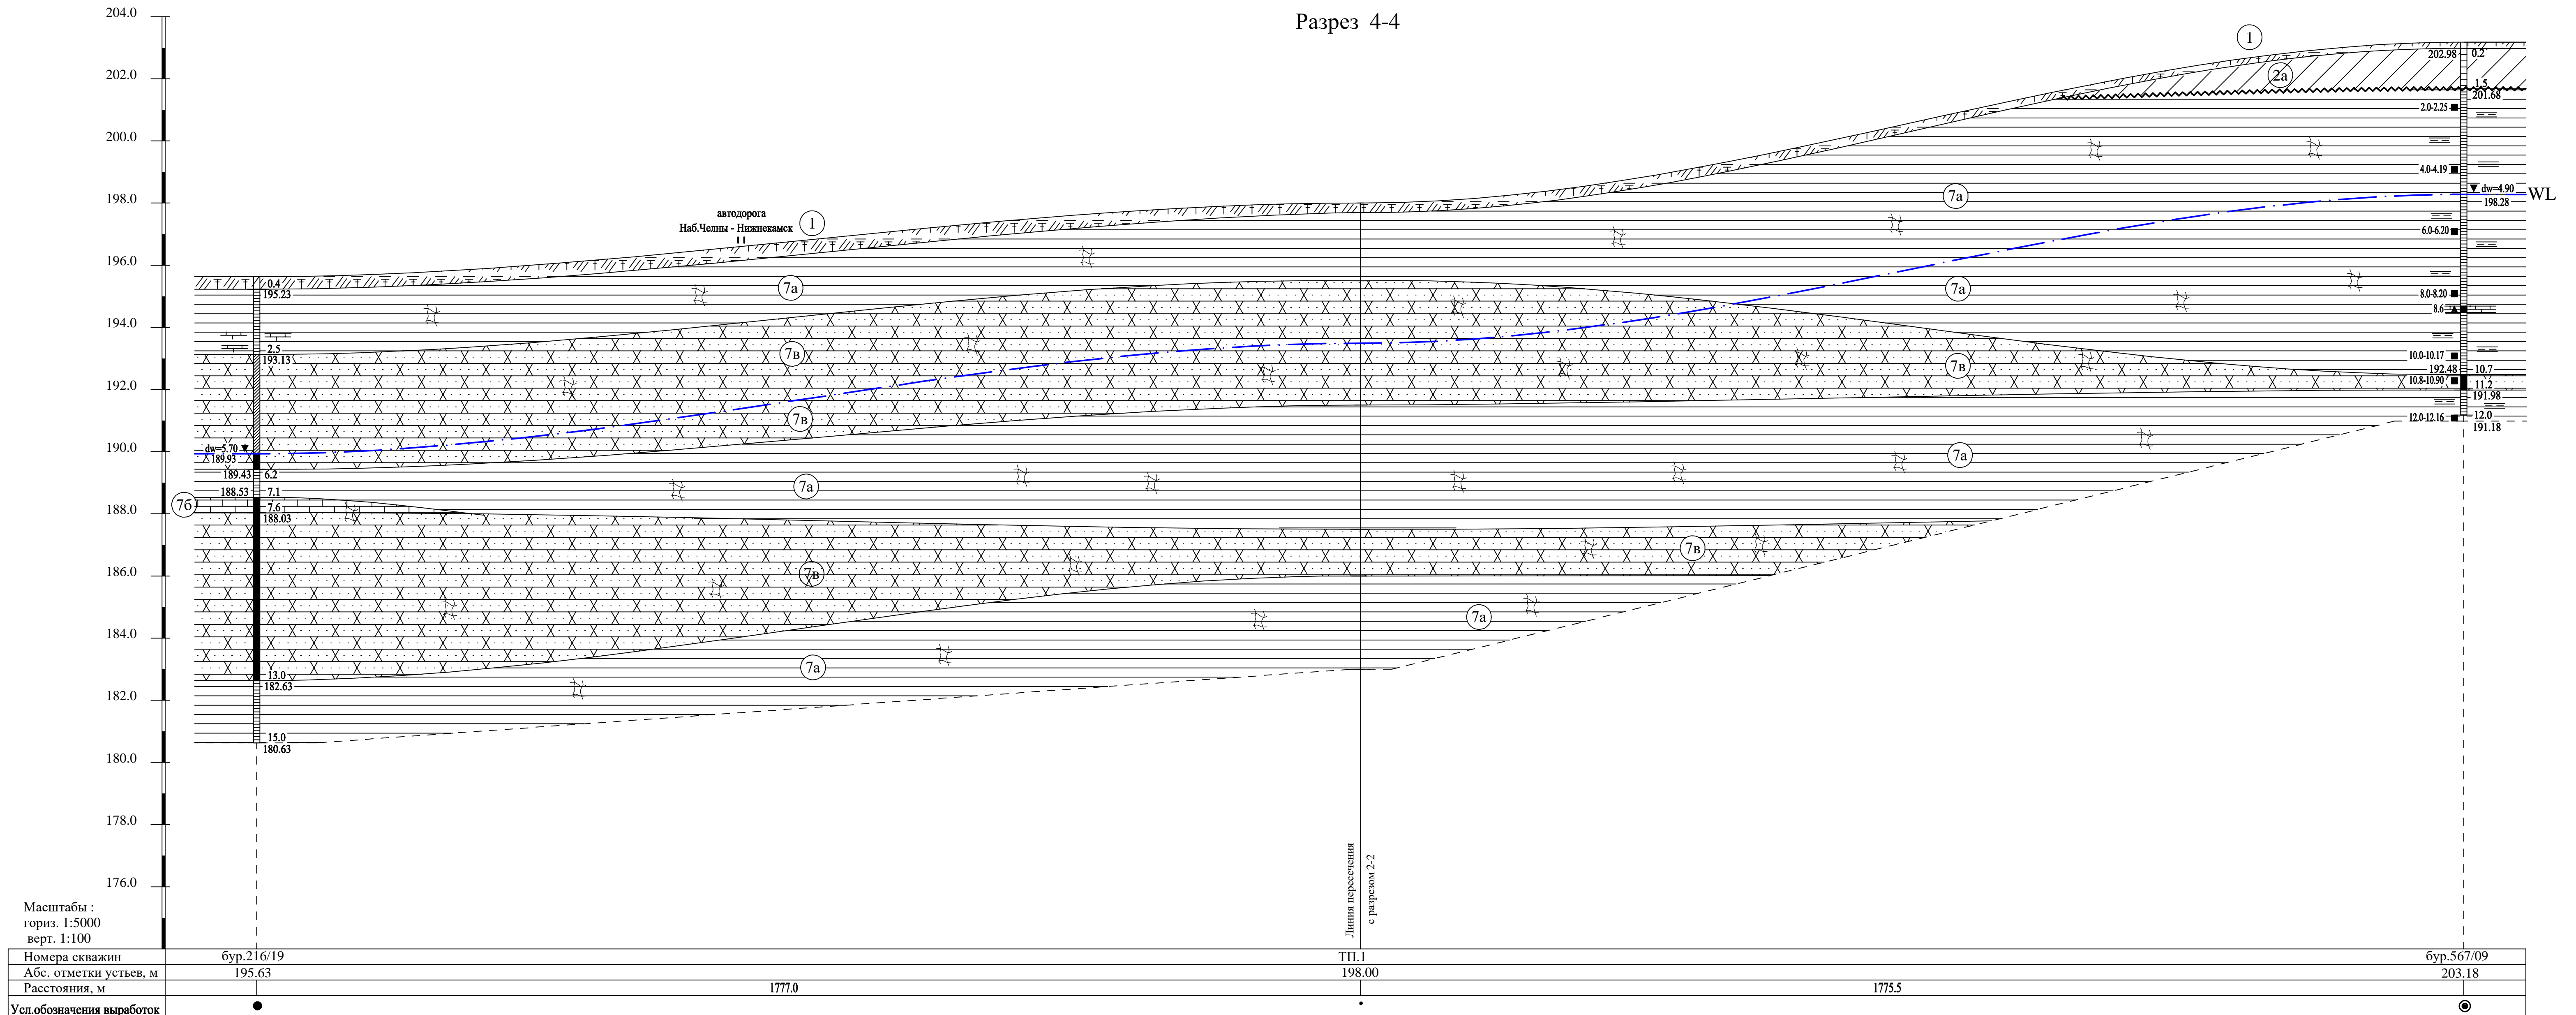 Разрез 4-4
204.0
202.0
200.0
198.0
196.0
194.0
192.0
190.0
188.0
186.0
184.0
182.0
180.0
178.0
176.0
1
2а
202.98 0.2
1.5
201.68
2.0-2.25
4.0-4.19
dw=4.90
198.28
WL
6.0-6.20
8.0-8.20
8.6
10.0-10.17
192.48 10.7
10.8-10.90
11.2
191.98
12.0-12.16
12.0
191.18
автодорога
Наб.Челны - Нижнекамск
1
7а
7а
7а
7в
7в
7в
7а
7а
7б
7в
7в
7а
7а
0.4
195.23
2.5
193.13
dw=5.70
189.93
189.43 6.2
188.53 7.1
7.6
188.03
13.0
182.63
15.0
180.63
Линия пересечения
с разрезом 2-2
Масштабы :
гориз. 1:5000
верт. 1:100
Номера скважин бур.216/19 ТП.1 бур.567/09
Абс. отметки устьев, м 195.63 198.00 203.18
Расстояния, м 1777.0 1775.5
Усл.обозначения выработок